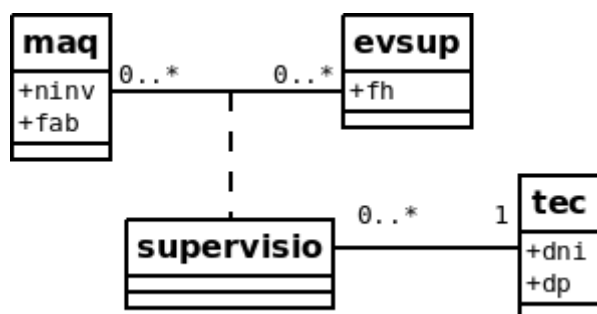 maq
+ninv
+fab
0..*
0..*
evsup
+fh
supervisio
0..*
1
tec
+dni
+dp